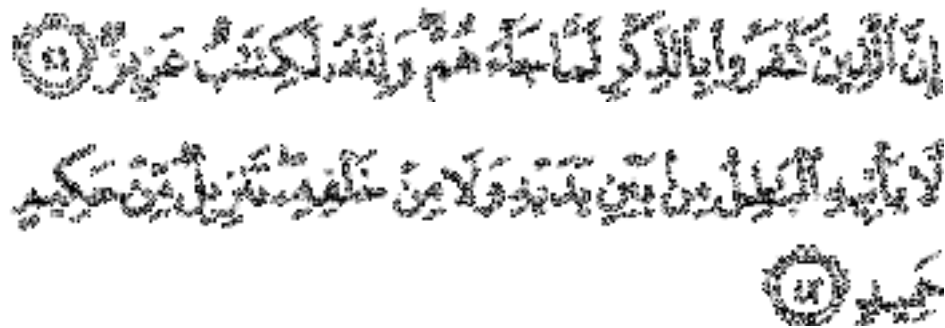 إِنَّ ٱلَّذِينَ كَفَرُوا۟ بِٱلذِّكْرِ لَمَّا جَآءَهُمْ ۖ وَإِنَّهُۥ لَكِتَـٰبٌ عَزِيزٌ ٤١
لَّا يَأْتِيهِ ٱلْبَـٰطِلُ مِنۢ بَيْنِ يَدَيْهِ وَلَا مِنْ خَلْفِهِۦ ۖ تَنزِيلٌ مِّنْ حَكِيمٍ
حَمِيدٍ ٤٢